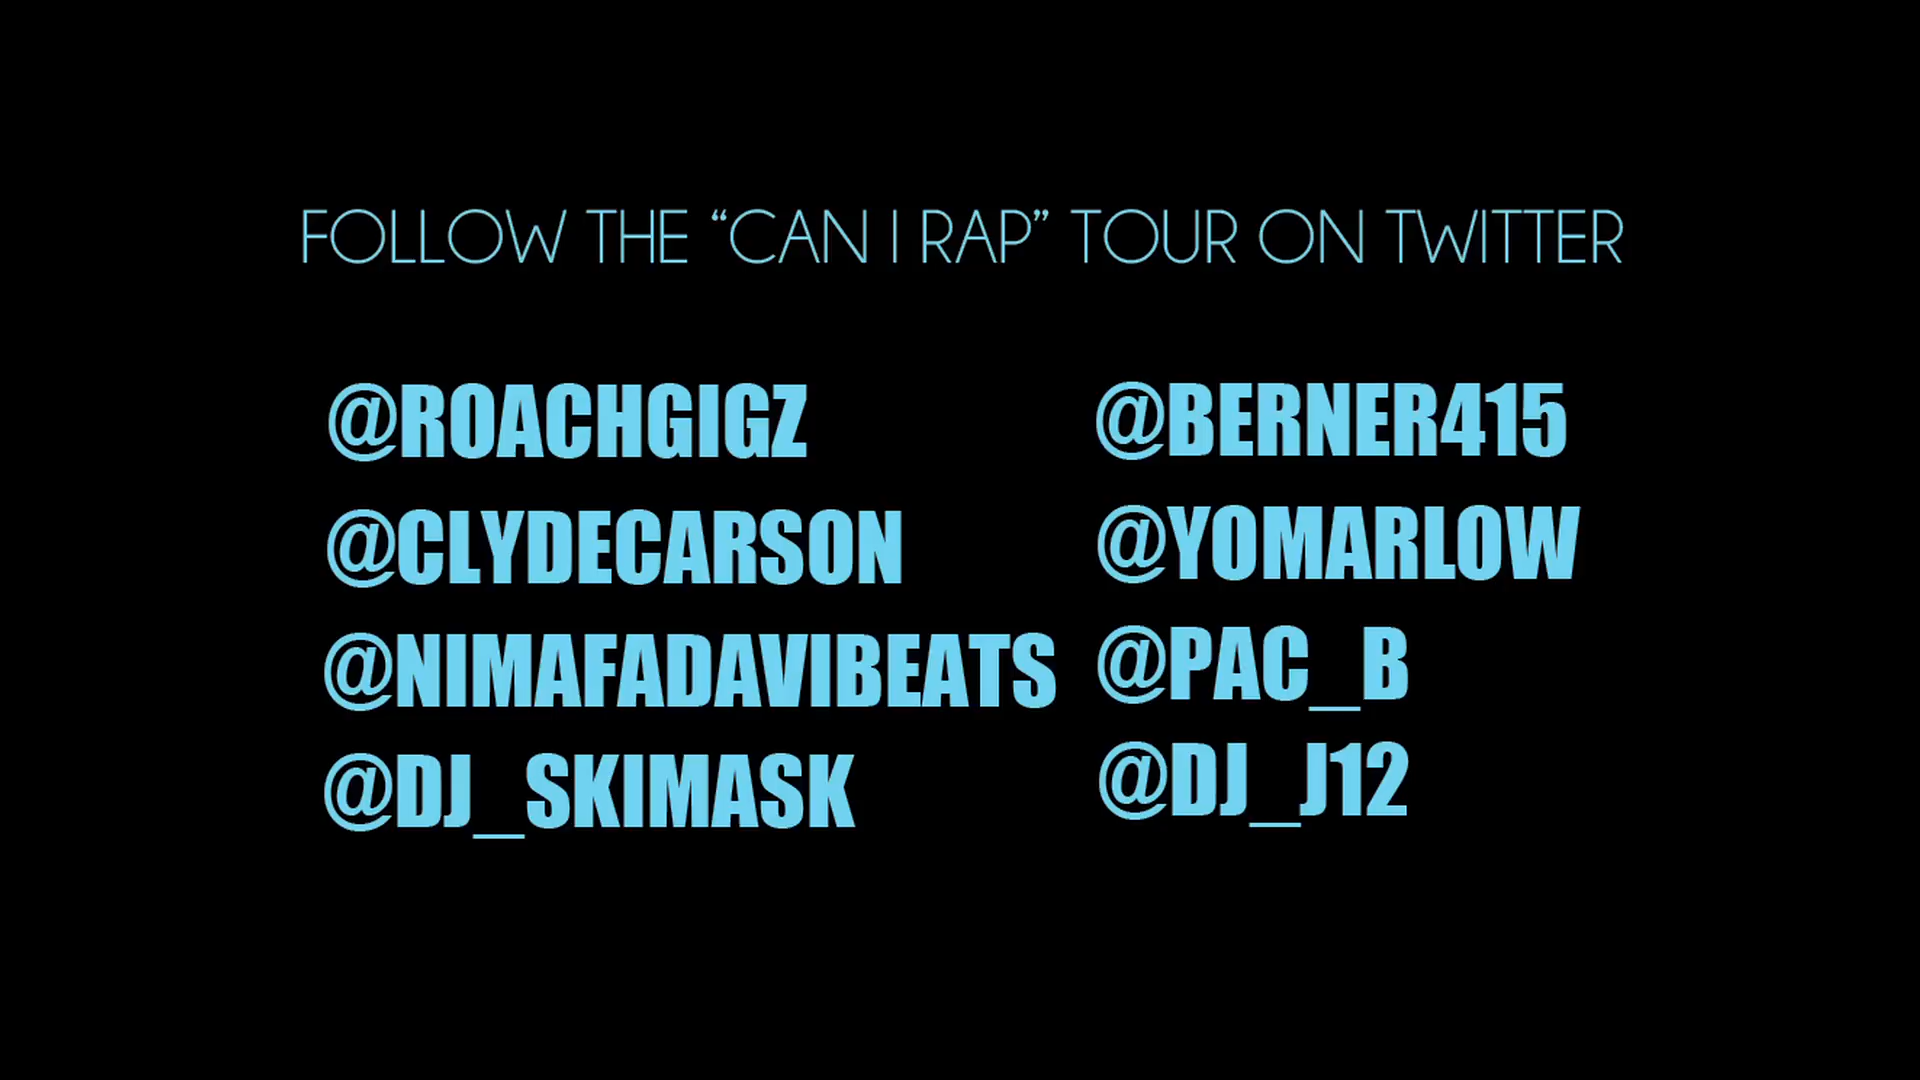 FOLLOW THE “CAN I RAP” TOUR ON TWITTER
@ROACHGIGZ
@CLYDECARSON
@NIMAFADAVIBEATS
@DJ_SKIMASK
@BERNER415
@YOMARLOW
@PAC_B
@DJ_J12